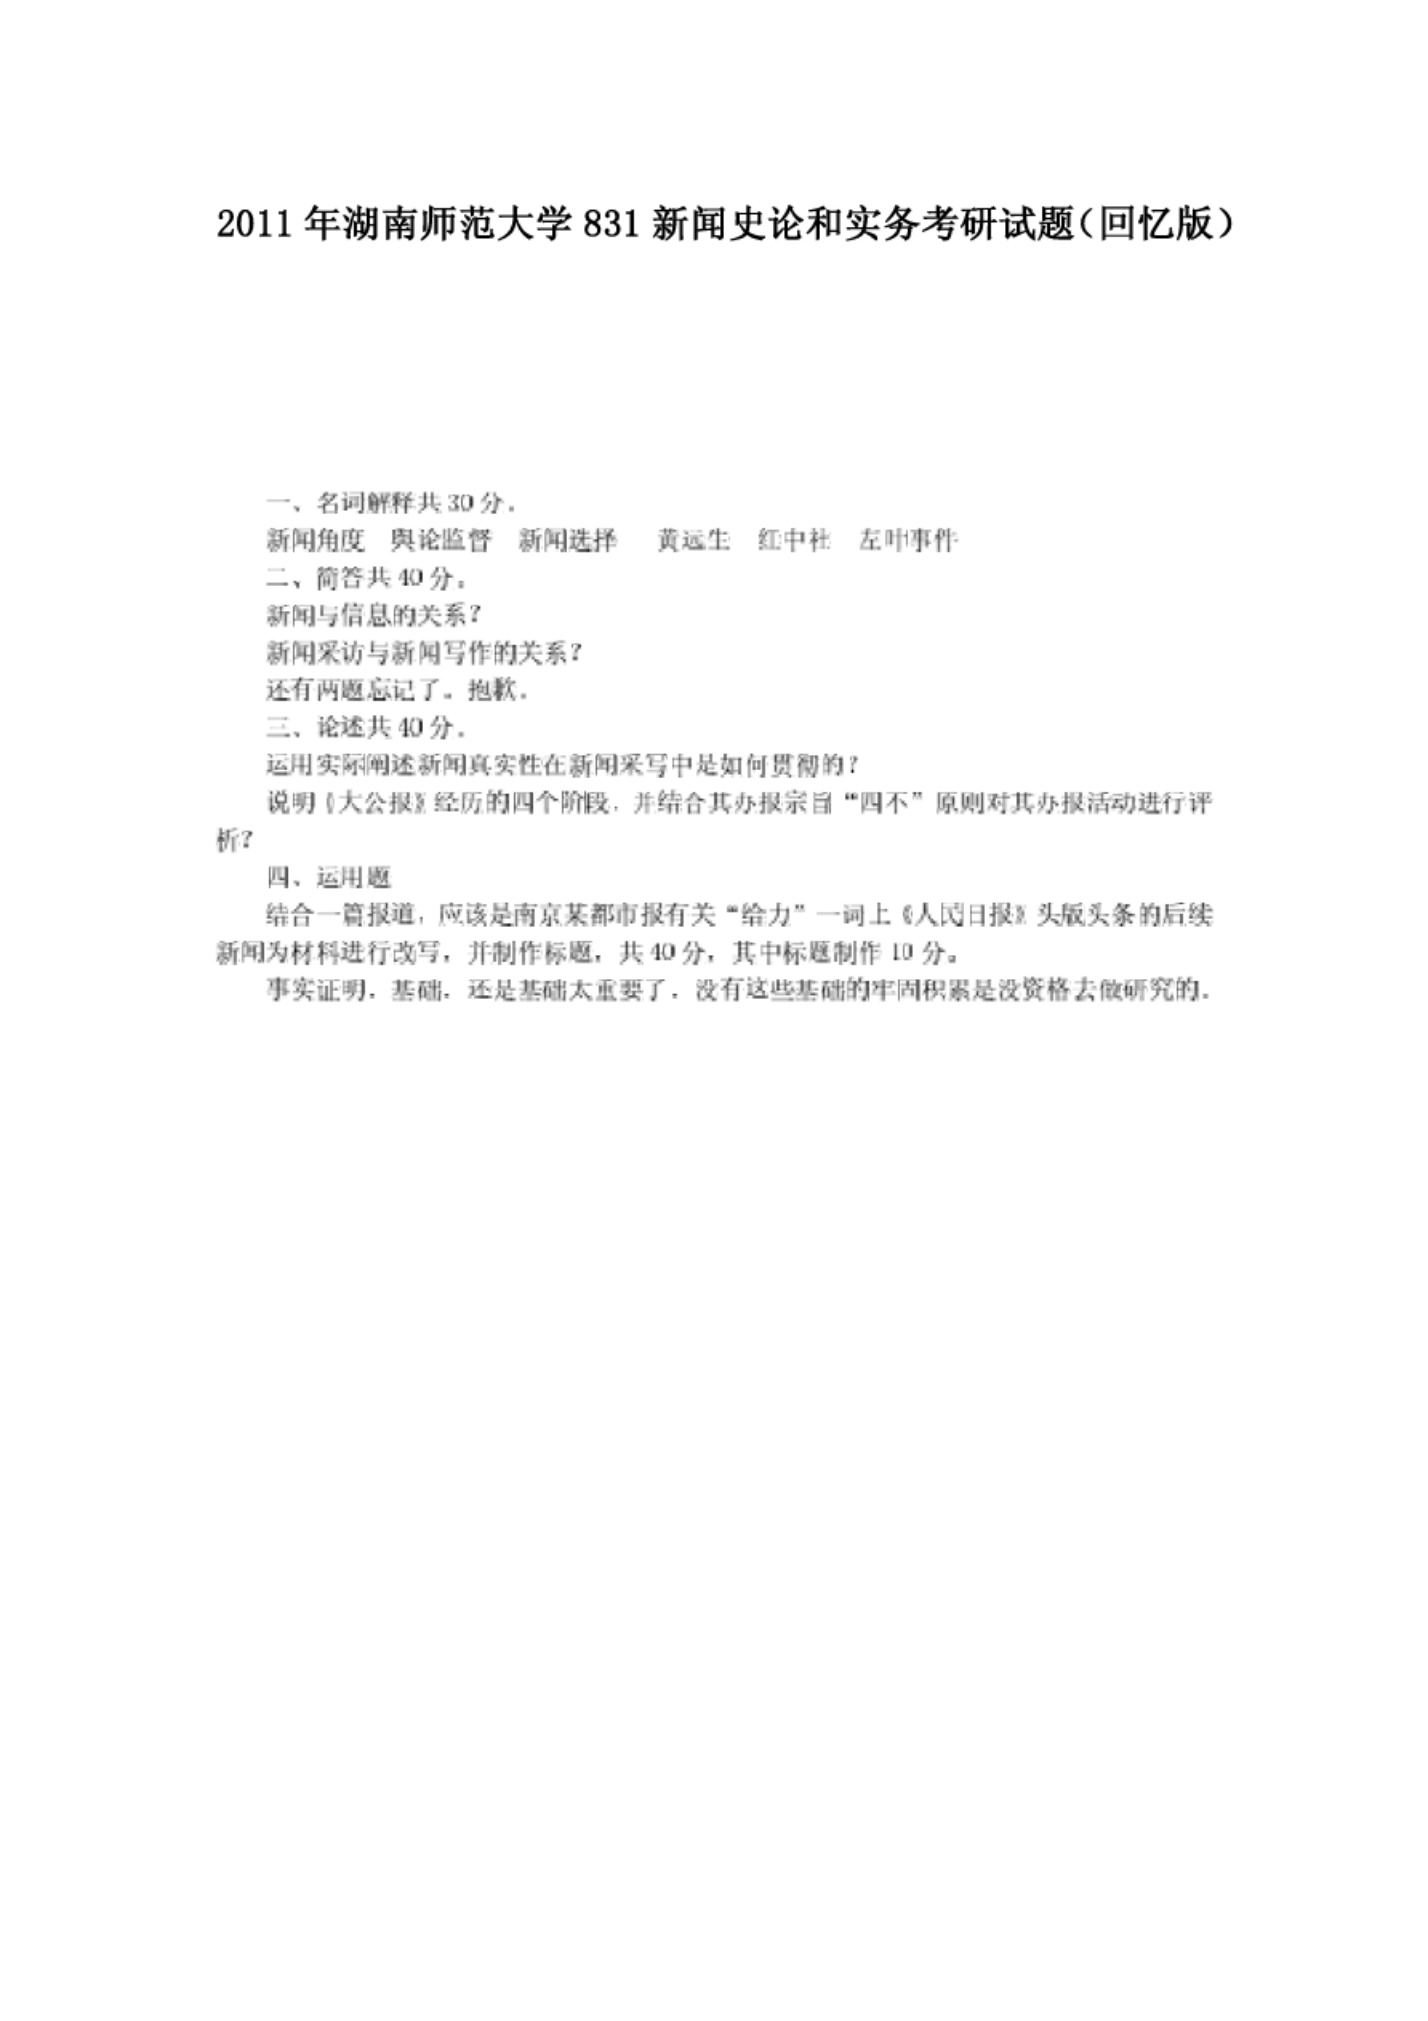 2011年湖南师范大学831新闻史论和实务考研试题（回忆版）
一、名词解释共30分。
新闻角度 舆论监督 新闻选择 黄远生 红中社 左叶事件
二、简答共40分。
新闻与信息的关系？
新闻采访与新闻写作的关系？
还有两题忘记了。抱歉。
三、论述共40分。
运用实际阐述新闻真实性在新闻采写中是如何贯彻的？
说明《大公报》经历的四个阶段，并结合其办报宗旨“四不”原则对其办报活动进行评
析？
四、运用题
结合一篇报道，应该是南京某都市报有关“给力”一词上《人民日报》头版头条的后续
新闻为材料进行改写，并制作标题，共40分，其中标题制作10分。
事实证明，基础，还是基础太重要了，没有这些基础的牢固积累是没资格去做研究的。